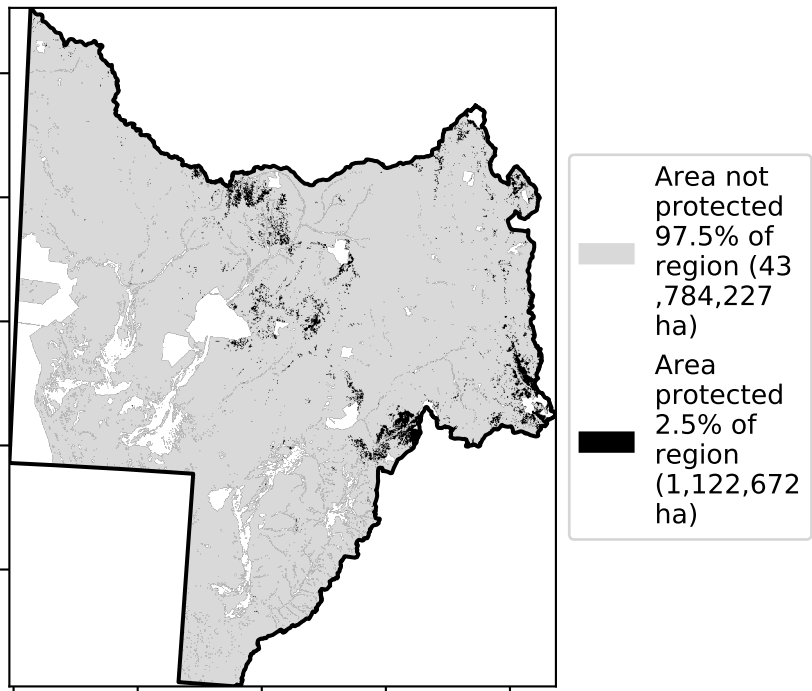 Area not
protected
97.5% of
region (43
,784,227
ha)
Area
protected
2.5% of
region
(1,122,672
ha)